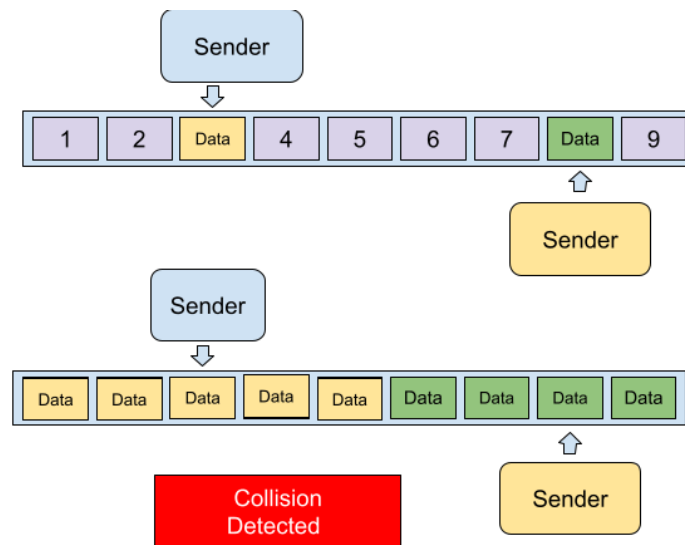 Sender
1 2 Data 4 5 6 7 Data 9
Sender
Sender
Data Data Data Data Data Data Data Data Data
Sender
Collision
Detected